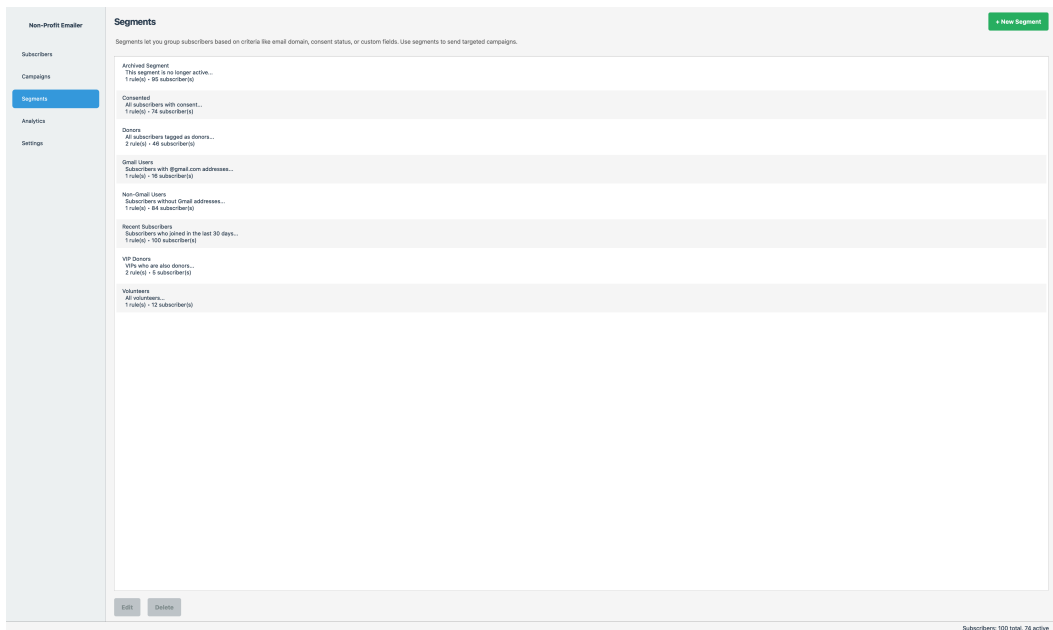 Non-Profit Emailer
Subscribers
Campaigns
Segments
Analytics
Settings
Segments
+ New Segment
Segments let you group subscribers based on criteria like email domain, consent status, or custom fields. Use segments to send targeted campaigns.
Archived Segment
This segment is no longer active...
1 rule(s) • 95 subscriber(s)
Consented
All subscribers with consent...
1 rule(s) • 74 subscriber(s)
Donors
All subscribers tagged as donors...
2 rule(s) • 46 subscriber(s)
Gmail Users
Subscribers with @gmail.com addresses...
1 rule(s) • 16 subscriber(s)
Non-Gmail Users
Subscribers without Gmail addresses...
1 rule(s) • 84 subscriber(s)
Recent Subscribers
Subscribers who joined in the last 30 days...
1 rule(s) • 100 subscriber(s)
VIP Donors
VIPs who are also donors...
2 rule(s) • 5 subscriber(s)
Volunteers
All volunteers...
1 rule(s) • 12 subscriber(s)
Edit
Delete
Subscribers: 100 total, 74 active